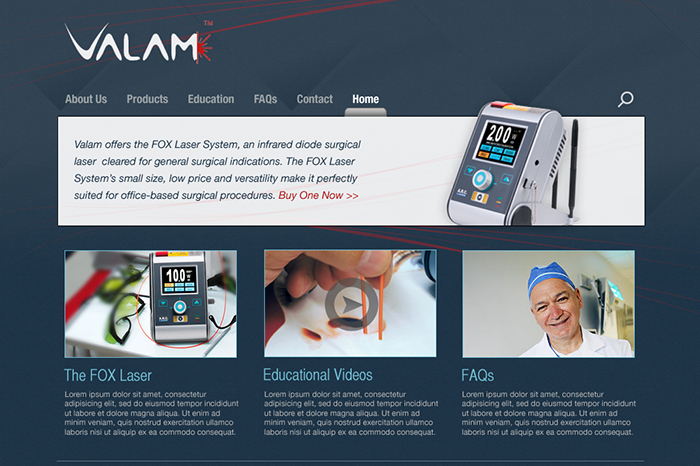 VALAM TM
About Us Products Education FAQs Contact Home
Valam offers the FOX Laser System, an infrared diode surgical
laser cleared for general surgical indications. The FOX Laser
System's small size, low price and versatility make it perfectly
suited for office-based surgical procedures. Buy One Now >>
2.00
A.R.C.
10.0
The FOX Laser
Lorem ipsum dolor sit amet, consectetur
adipisicing elit, sed do eiusmod tempor incididunt
ut labore et dolore magna aliqua. Ut enim ad
minim veniam, quis nostrud exercitation ullamco
laboris nisi ut aliquip ex ea commodo consequat.
Educational Videos
Lorem ipsum dolor sit amet, consectetur
adipisicing elit, sed do eiusmod tempor incididunt
ut labore et dolore magna aliqua. Ut enim ad
minim veniam, quis nostrud exercitation ullamco
laboris nisi ut aliquip ex ea commodo consequat.
FAQs
Lorem ipsum dolor sit amet, consectetur
adipisicing elit, sed do eiusmod tempor incididunt
ut labore et dolore magna aliqua. Ut enim ad
minim veniam, quis nostrud exercitation ullamco
laboris nisi ut aliquip ex ea commodo consequat.